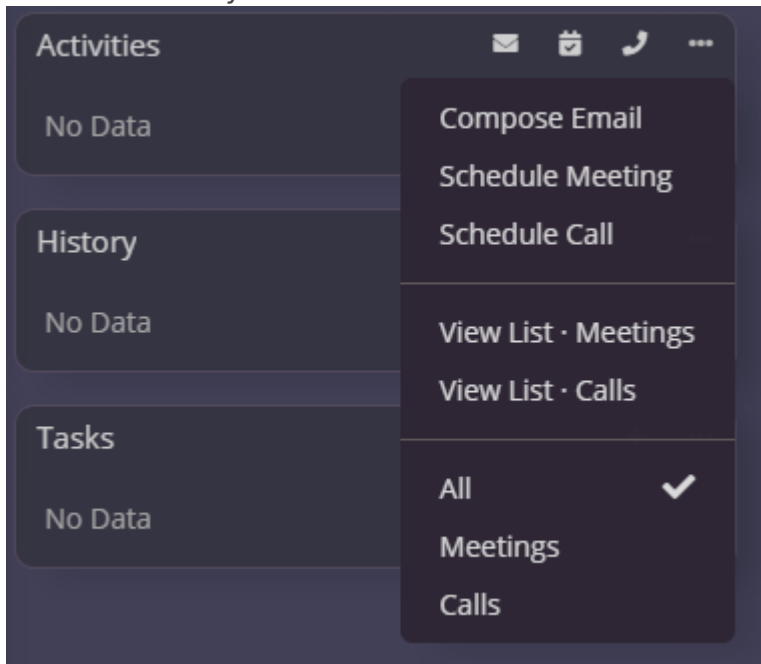 Activities
No Data
Compose Email
Schedule Meeting
Schedule Call
History
No Data
View List · Meetings
View List · Calls
Tasks
No Data
All
Meetings
Calls